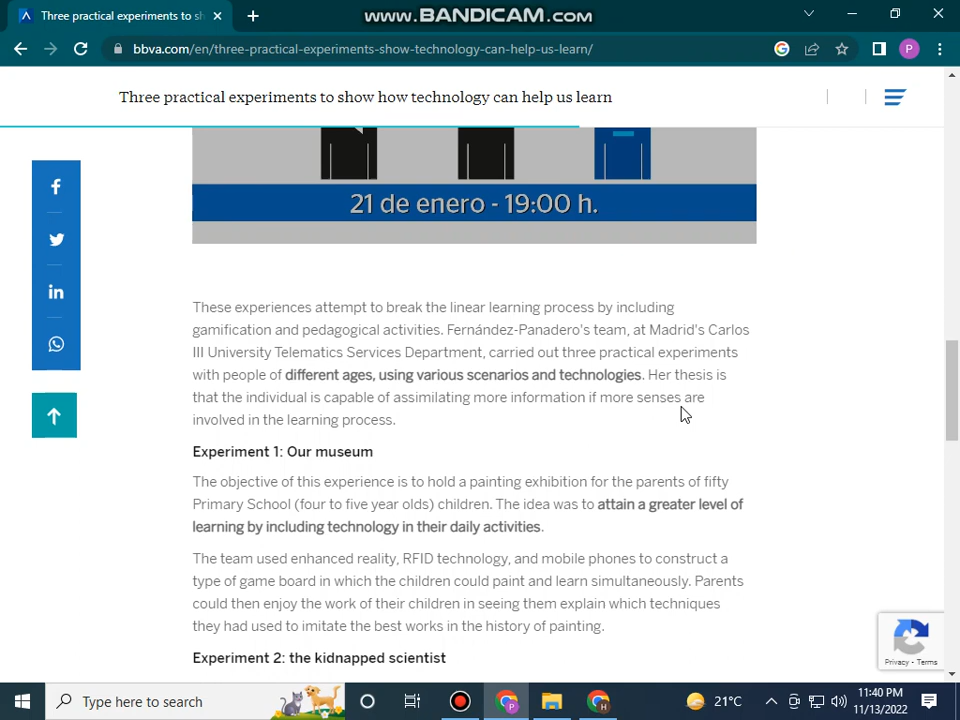 Three practical experiments to sh
www.BANDICAM.com
bbva.com/en/three-practical-experiments-show-technology-can-help-us-learn/
P
Three practical experiments to show how technology can help us learn
21 de enero - 19:00 h.
These experiences attempt to break the linear learning process by including
gamification and pedagogical activities. Fernández-Panadero's team, at Madrid's Carlos
III University Telematics Services Department, carried out three practical experiments
with people of different ages, using various scenarios and technologies. Her thesis is
that the individual is capable of assimilating more information if more senses are
involved in the learning process.
Experiment 1: Our museum
The objective of this experience is to hold a painting exhibition for the parents of fifty
Primary School (four to five year olds) children. The idea was to attain a greater level of
learning by including technology in their daily activities.
The team used enhanced reality, RFID technology, and mobile phones to construct a
type of game board in which the children could paint and learn simultaneously. Parents
could then enjoy the work of their children in seeing them explain which techniques
they had used to imitate the best works in the history of painting.
Privacy - Terms
Experiment 2: the kidnapped scientist
Type here to search
P
H
21°C
11:40 PM
11/13/2022